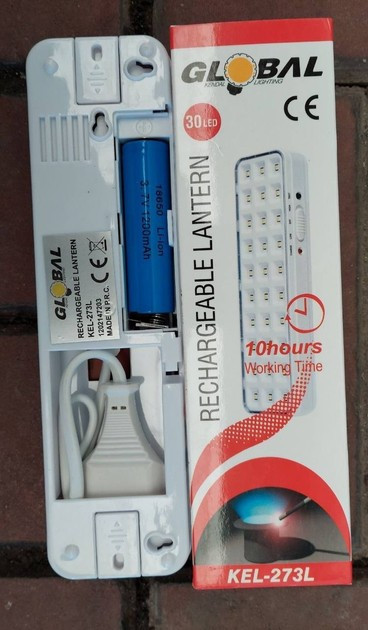 GLOBAL
KENDAL LIGHTING
CE
30 LED
RECHARGEABLE LANTERN
10hours
Working Time
KEL-273L
18650 Li-ion
3.7V 1200mAh
GLOBAL
RECHARGEABLE LANTERN
KEL-273L
1202147203
MADE IN P.R.C.
CE